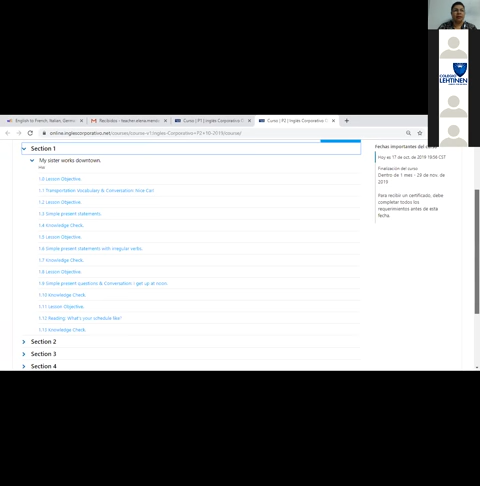 English to French, Italian, Germ
Recibidos - teacher.elena.mend
Curso | P1 | Inglés Corporativo |
Curso | P2 | Inglés Corporativo |
online.inglescorporativo.net/courses/course-v1:Ingles-Corporativo+P2+10-2019/course/
Section 1
My sister works downtown.
1.0 Lesson Objective.
1.1 Transportation Vocabulary & Conversation: Nice Car!
1.2 Lesson Objective.
1.3 Simple present statements.
1.4 Knowledge Check.
1.5 Lesson Objective.
1.6 Simple present statements with irregular verbs.
1.7 Knowledge Check.
1.8 Lesson Objective.
1.9 Simple present questions & Conversation: I get up at noon.
1.10 Knowledge Check.
1.11 Lesson Objective.
1.12 Reading: What's your schedule like?
1.13 Knowledge Check.
Section 2
Section 3
Section 4
Fechas importantes del
Hoy es 17 de oct. de 2019 19:06 CST
Finalización del curso
Dentro de 1 mes - 29 de nov. de
2019
Para recibir un certificado, debe
completar todos los
requerimientos antes de esta
fecha.
COLEGIO
LEHTINEN